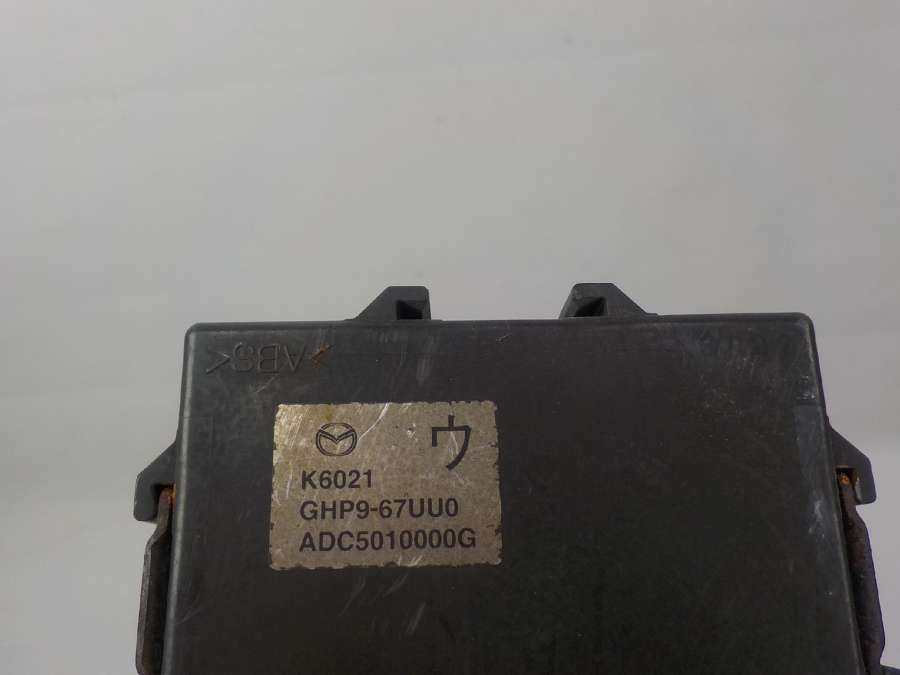 >ABS<
ウ
K6021
GHP9-67UU0
ADC5010000G